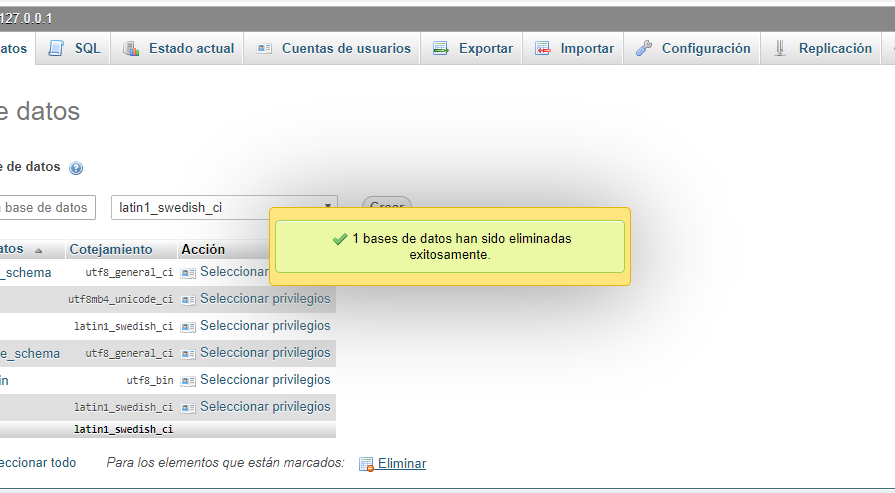 127.0.0.1
atos SQL Estado actual Cuentas de usuarios Exportar Importar Configuración Replicación
e datos
e de datos
base de datos latin1_swedish_ci Crear
1 bases de datos han sido eliminadas
exitosamente.
atos Cotejamiento Acción
_schema utf8_general_ci Seleccionar
utf8mb4_unicode_ci Seleccionar privilegios
latin1_swedish_ci Seleccionar privilegios
e_schema utf8_general_ci Seleccionar privilegios
in utf8_bin Seleccionar privilegios
latin1_swedish_ci Seleccionar privilegios
latin1_swedish_ci
eccionar todo Para los elementos que están marcados: Eliminar